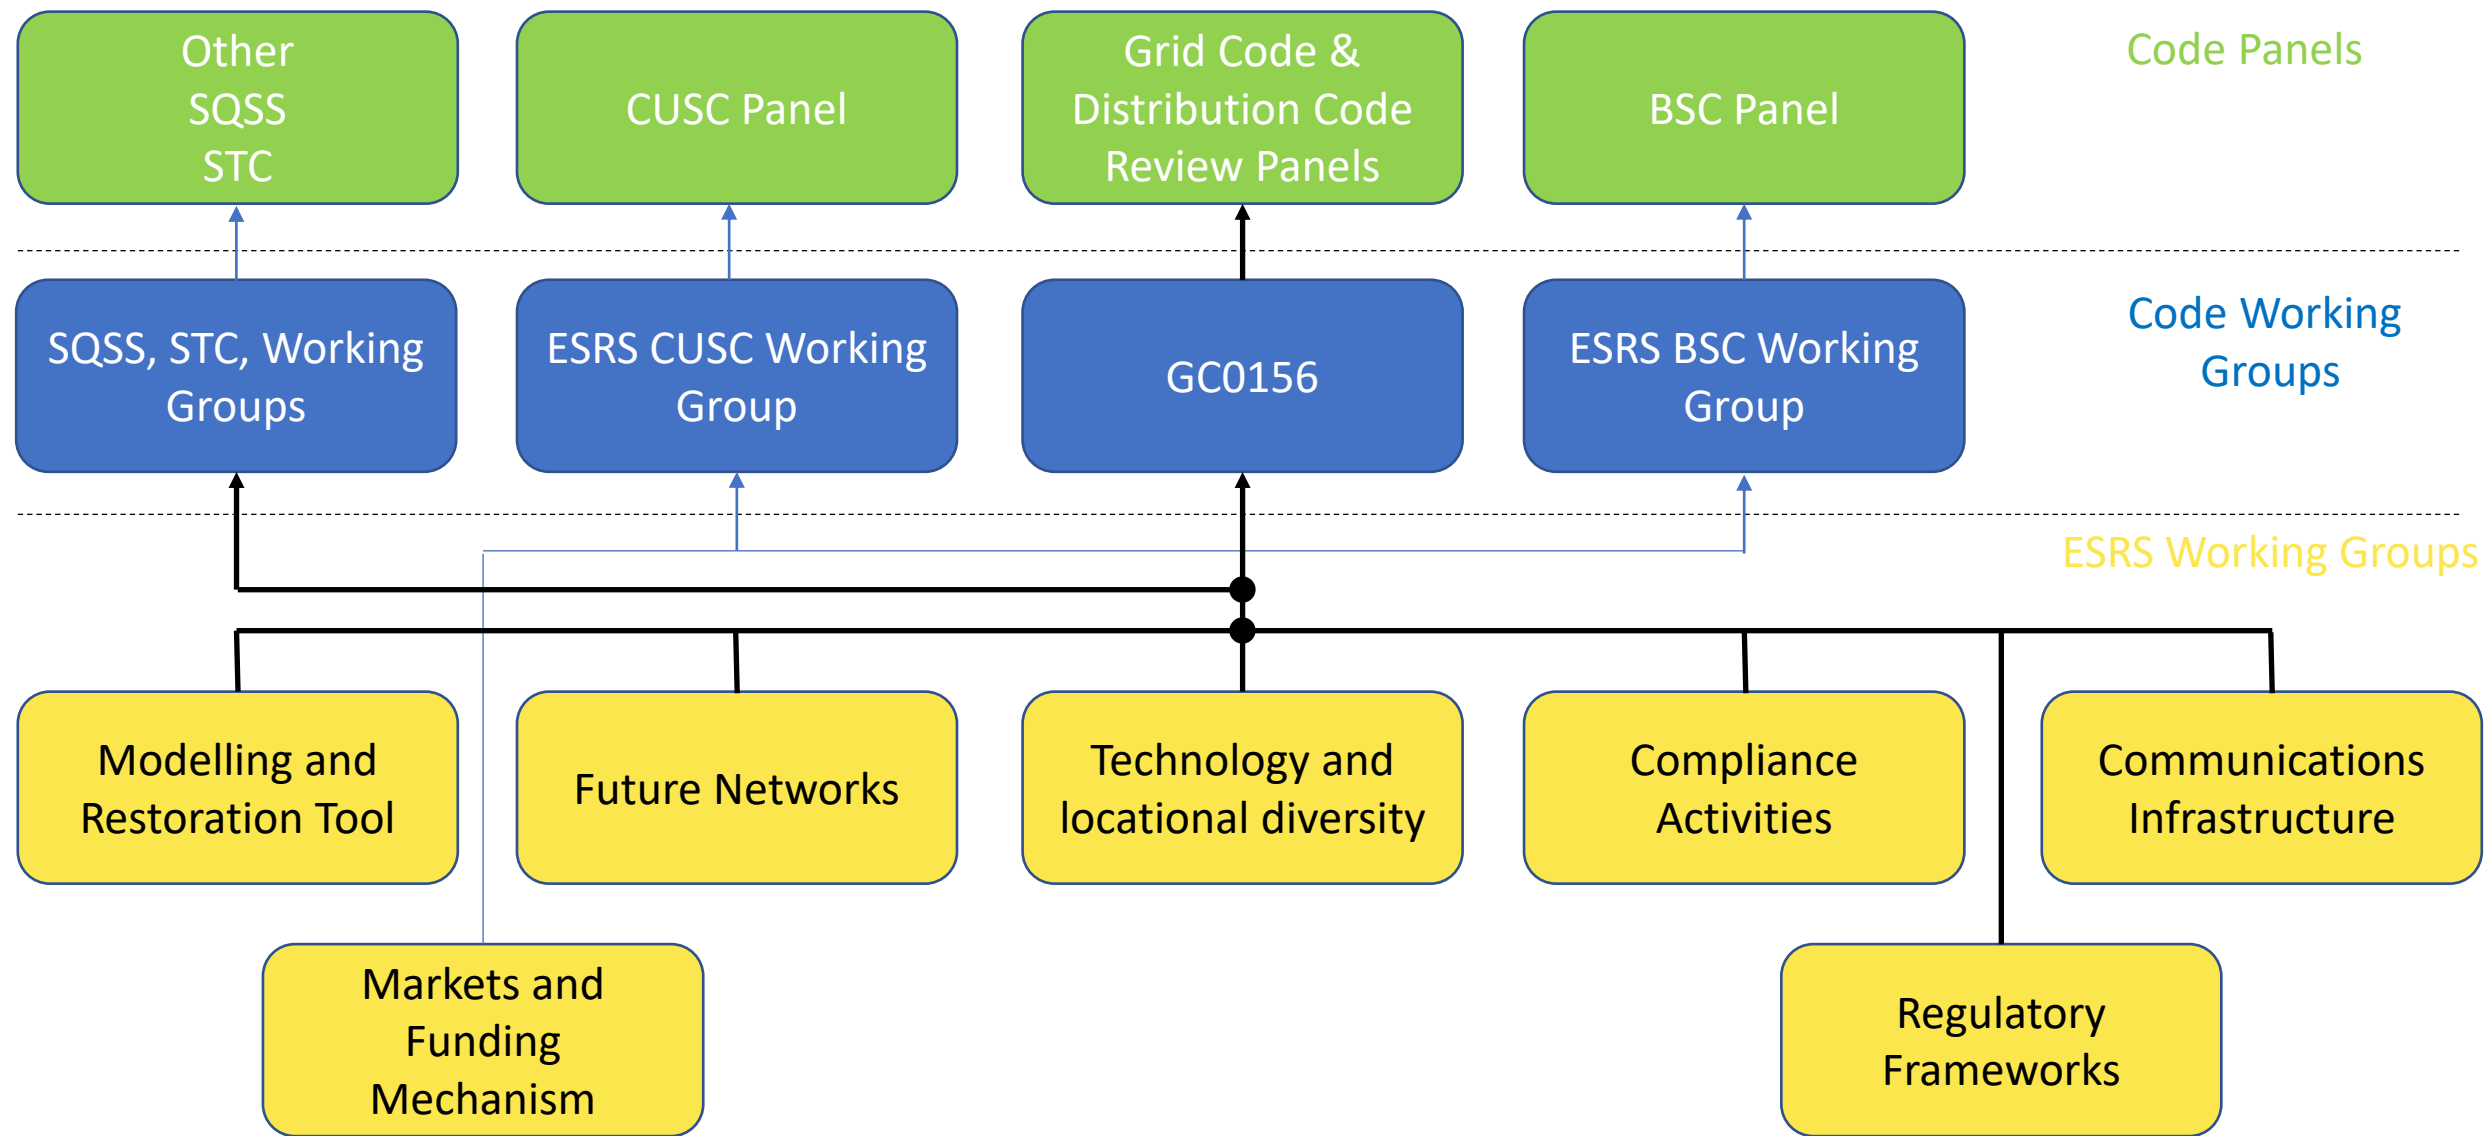 Other
SQSS
STC
CUSC Panel
Grid Code &
Distribution Code
Review Panels
BSC Panel
Code Panels
SQSS, STC, Working
Groups
ESRS CUSC Working
Group
GC0156
ESRS BSC Working
Group
Code Working
Groups
ESRS Working Groups
Modelling and
Restoration Tool
Future Networks
Technology and
locational diversity
Compliance
Activities
Communications
Infrastructure
Markets and
Funding
Mechanism
Regulatory
Frameworks